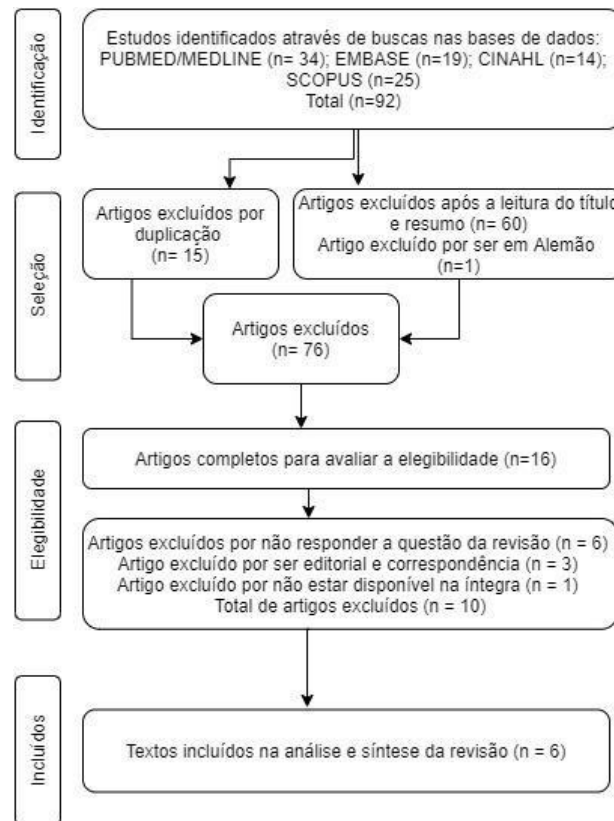 Identificação
Estudos identificados através de buscas nas bases de dados:
PUBMED/MEDLINE (n= 34); EMBASE (n=19); CINAHL (n=14);
SCOPUS (n=25)
Total (n=92)
Seleção
Artigos excluídos por
duplicação
(n= 15)
Artigos excluídos após a leitura do título
e resumo (n= 60)
Artigo excluído por ser em Alemão
(n=1)
Artigos excluídos
(n= 76)
Elegibilidade
Artigos completos para avaliar a elegibilidade (n=16)
Artigos excluídos por não responder a questão da revisão (n = 6)
Artigo excluído por ser editorial e correspondência (n = 3)
Artigo excluído por não estar disponível na íntegra (n = 1)
Total de artigos excluídos (n = 10)
Incluídos
Textos incluídos na análise e síntese da revisão (n = 6)